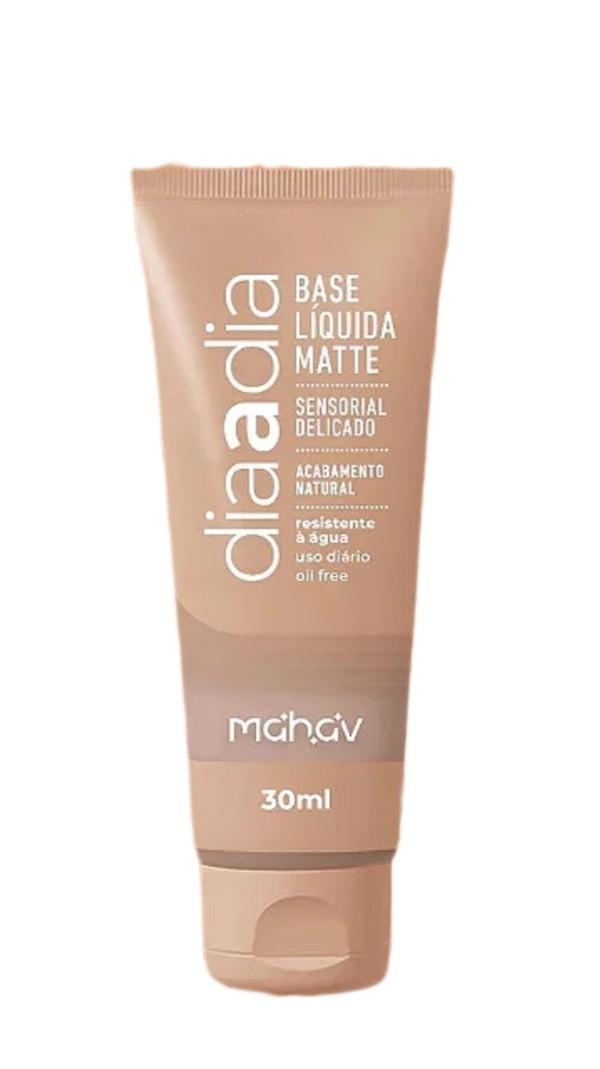 diaadia
BASE
LÍQUIDA
MATTE
SENSORIAL
DELICADO
ACABAMENTO
NATURAL
resistente
à água
uso diário
oil free
mahav
30ml